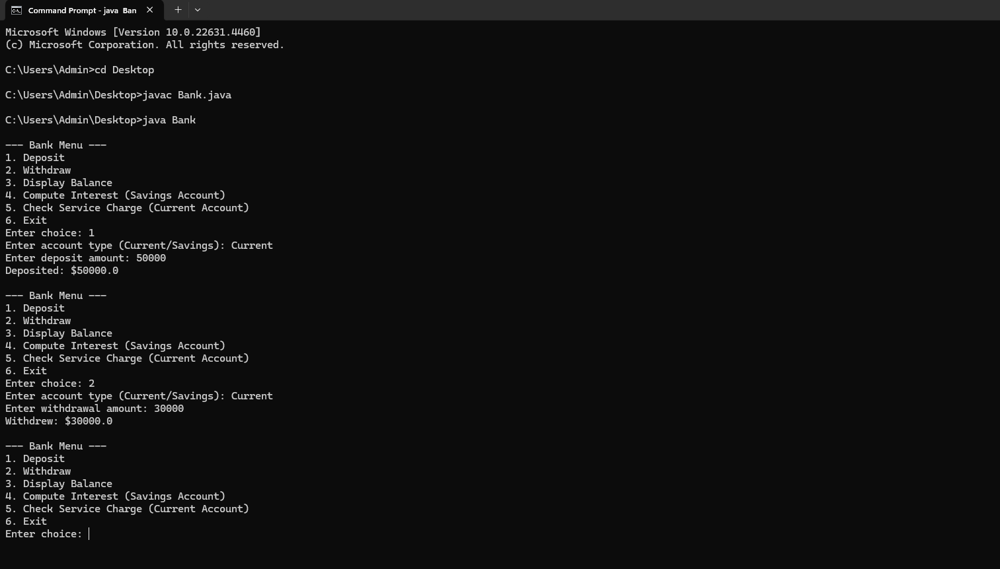 Command Prompt - java Ban
Microsoft Windows [Version 10.0.22631.4460]
(c) Microsoft Corporation. All rights reserved.
C:\Users\Admin>cd Desktop
C:\Users\Admin\Desktop>javac Bank.java
C:\Users\Admin\Desktop>java Bank
--- Bank Menu ---
1. Deposit
2. Withdraw
3. Display Balance
4. Compute Interest (Savings Account)
5. Check Service Charge (Current Account)
6. Exit
Enter choice: 1
Enter account type (Current/Savings): Current
Enter deposit amount: 50000
Deposited: $50000.0
--- Bank Menu ---
1. Deposit
2. Withdraw
3. Display Balance
4. Compute Interest (Savings Account)
5. Check Service Charge (Current Account)
6. Exit
Enter choice: 2
Enter account type (Current/Savings): Current
Enter withdrawal amount: 30000
Withdrew: $30000.0
--- Bank Menu ---
1. Deposit
2. Withdraw
3. Display Balance
4. Compute Interest (Savings Account)
5. Check Service Charge (Current Account)
6. Exit
Enter choice: